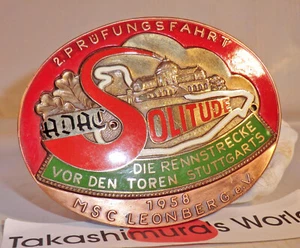 2. PRÜFUNGSFAHRT
ADAC
SOLITUDE
DIE RENNSTRECKE
VOR DEN TOREN STUTTGARTS
1958
MSC LEONBERG e.V.
Takashimura's World